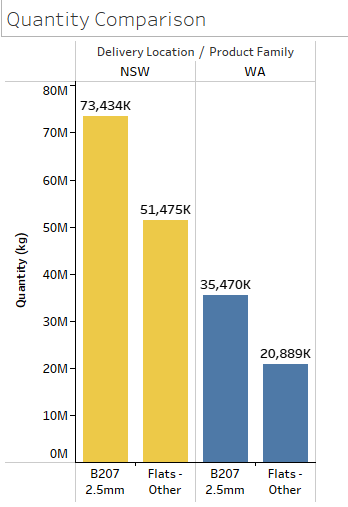 Quantity Comparison
Delivery Location / Product Family
NSW WA
80M
70M
60M
50M
40M
30M
20M
10M
0M
Quantity (kg)
73,434K
51,475K
35,470K
20,889K
B207 Flats - B207 Flats -
2.5mm Other 2.5mm Other